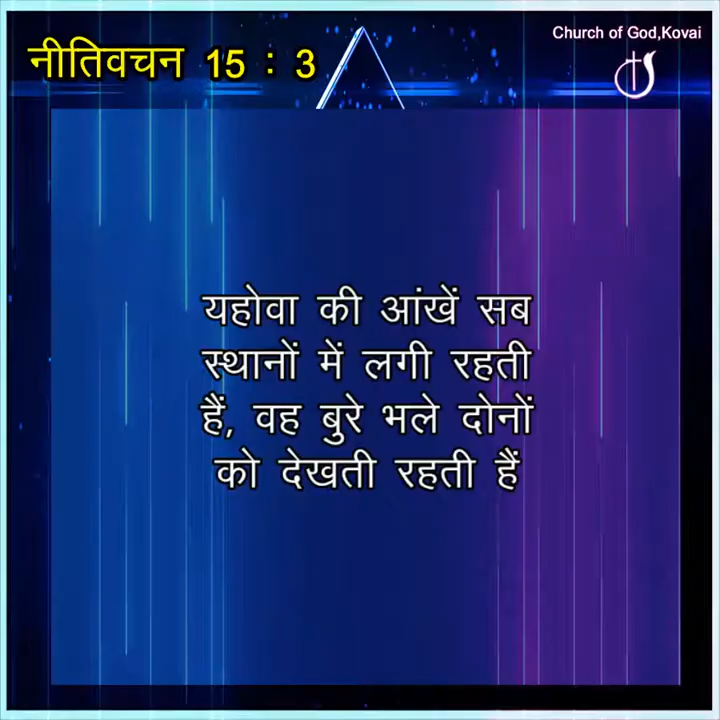 Church of God,Kovai
नीतिवचन 15 : 3
यहोवा की आंखें सब
स्थानों में लगी रहती
हैं, वह बुरे भले दोनों
को देखती रहती हैं